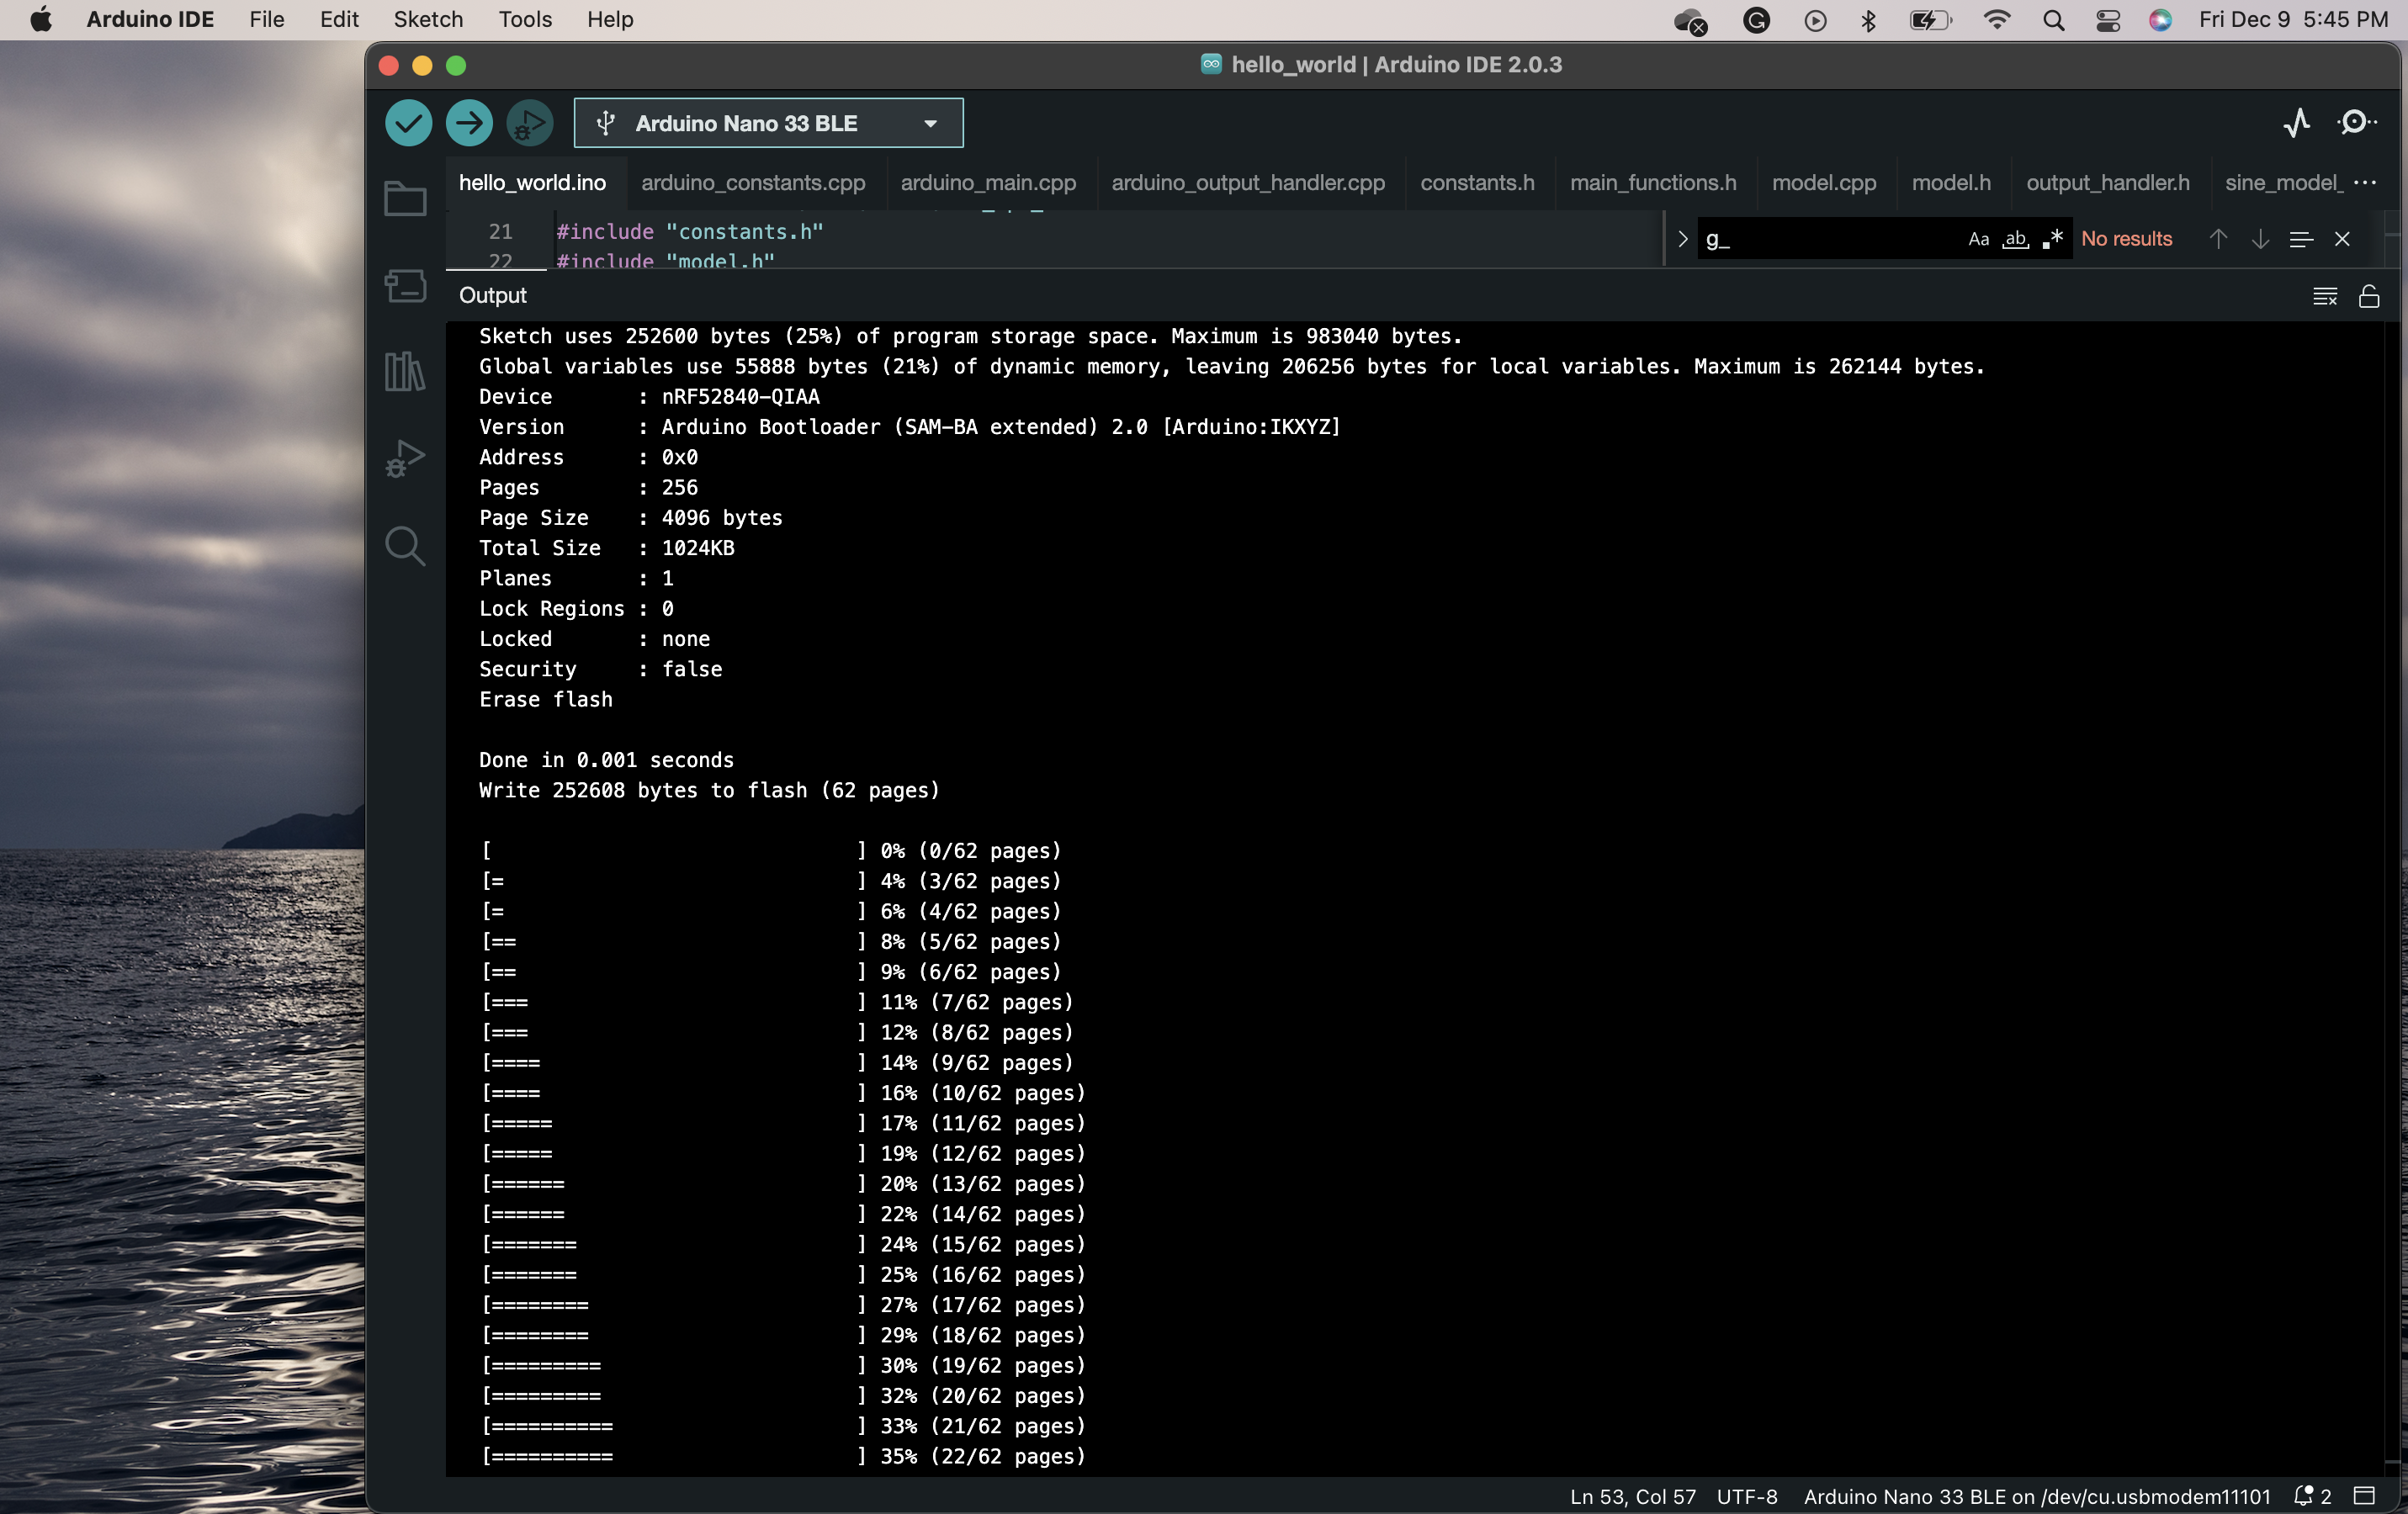 Arduino IDE File Edit Sketch Tools Help Fri Dec 9 5:45 PM
hello_world | Arduino IDE 2.0.3
Arduino Nano 33 BLE
hello_world.ino arduino_constants.cpp arduino_main.cpp arduino_output_handler.cpp constants.h main_functions.h model.cpp model.h output_handler.h sine_model_ ...
21 #include "constants.h"
22 #include "model.h"
g_ Aa ab .* No results
Output
Sketch uses 252600 bytes (25%) of program storage space. Maximum is 983040 bytes.
Global variables use 55888 bytes (21%) of dynamic memory, leaving 206256 bytes for local variables. Maximum is 262144 bytes.
Device : nRF52840-QIAA
Version : Arduino Bootloader (SAM-BA extended) 2.0 [Arduino:IKXYZ]
Address : 0x0
Pages : 256
Page Size : 4096 bytes
Total Size : 1024KB
Planes : 1
Lock Regions : 0
Locked : none
Security : false
Erase flash
Done in 0.001 seconds
Write 252608 bytes to flash (62 pages)
[ ] 0% (0/62 pages)
[= ] 4% (3/62 pages)
[= ] 6% (4/62 pages)
[== ] 8% (5/62 pages)
[== ] 9% (6/62 pages)
[=== ] 11% (7/62 pages)
[=== ] 12% (8/62 pages)
[==== ] 14% (9/62 pages)
[==== ] 16% (10/62 pages)
[===== ] 17% (11/62 pages)
[===== ] 19% (12/62 pages)
[====== ] 20% (13/62 pages)
[====== ] 22% (14/62 pages)
[======= ] 24% (15/62 pages)
[======= ] 25% (16/62 pages)
[======== ] 27% (17/62 pages)
[======== ] 29% (18/62 pages)
[========= ] 30% (19/62 pages)
[========= ] 32% (20/62 pages)
[========== ] 33% (21/62 pages)
[========== ] 35% (22/62 pages)
Ln 53, Col 57 UTF-8 Arduino Nano 33 BLE on /dev/cu.usbmodem11101 2